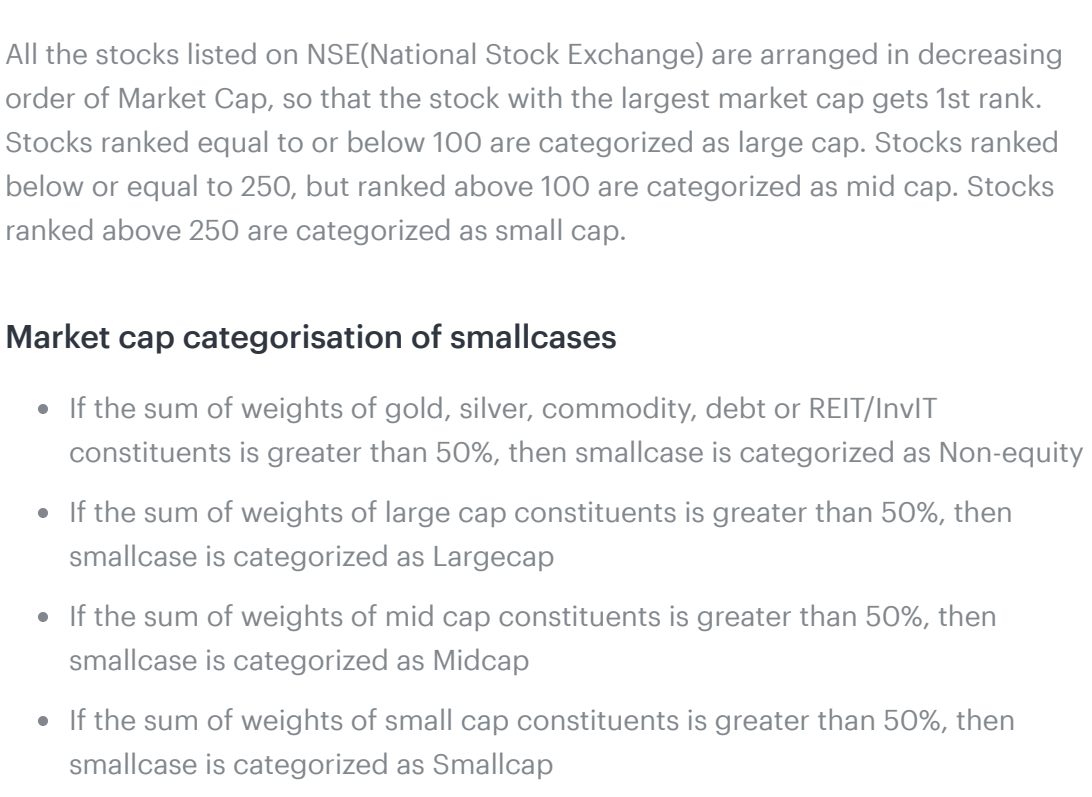 All the stocks listed on NSE(National Stock Exchange) are arranged in decreasing
order of Market Cap, so that the stock with the largest market cap gets 1st rank.
Stocks ranked equal to or below 100 are categorized as large cap. Stocks ranked
below or equal to 250, but ranked above 100 are categorized as mid cap. Stocks
ranked above 250 are categorized as small cap.
Market cap categorisation of smallcases
• If the sum of weights of gold, silver, commodity, debt or REIT/InvIT
constituents is greater than 50%, then smallcase is categorized as Non-equity
• If the sum of weights of large cap constituents is greater than 50%, then
smallcase is categorized as Largecap
• If the sum of weights of mid cap constituents is greater than 50%, then
smallcase is categorized as Midcap
• If the sum of weights of small cap constituents is greater than 50%, then
smallcase is categorized as Smallcap